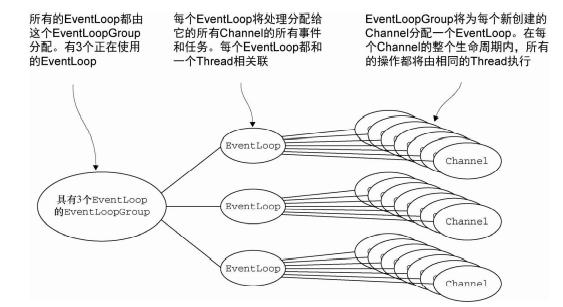 所有的EventLoop都由
这个EventLoopGroup
分配。有3个正在使用
的EventLoop
每个EventLoop将处理分配给
它的所有Channel的所有事件
和任务。每个EventLoop都和
一个Thread相关联
EventLoopGroup将为每个新创建的
Channel分配一个EventLoop。在每
个Channel的整个生命周期内，所有
的操作都将由相同的Thread执行
EventLoop
Channel
具有3个EventLoop
的EventLoopGroup
EventLoop
Channel
EventLoop
Channel